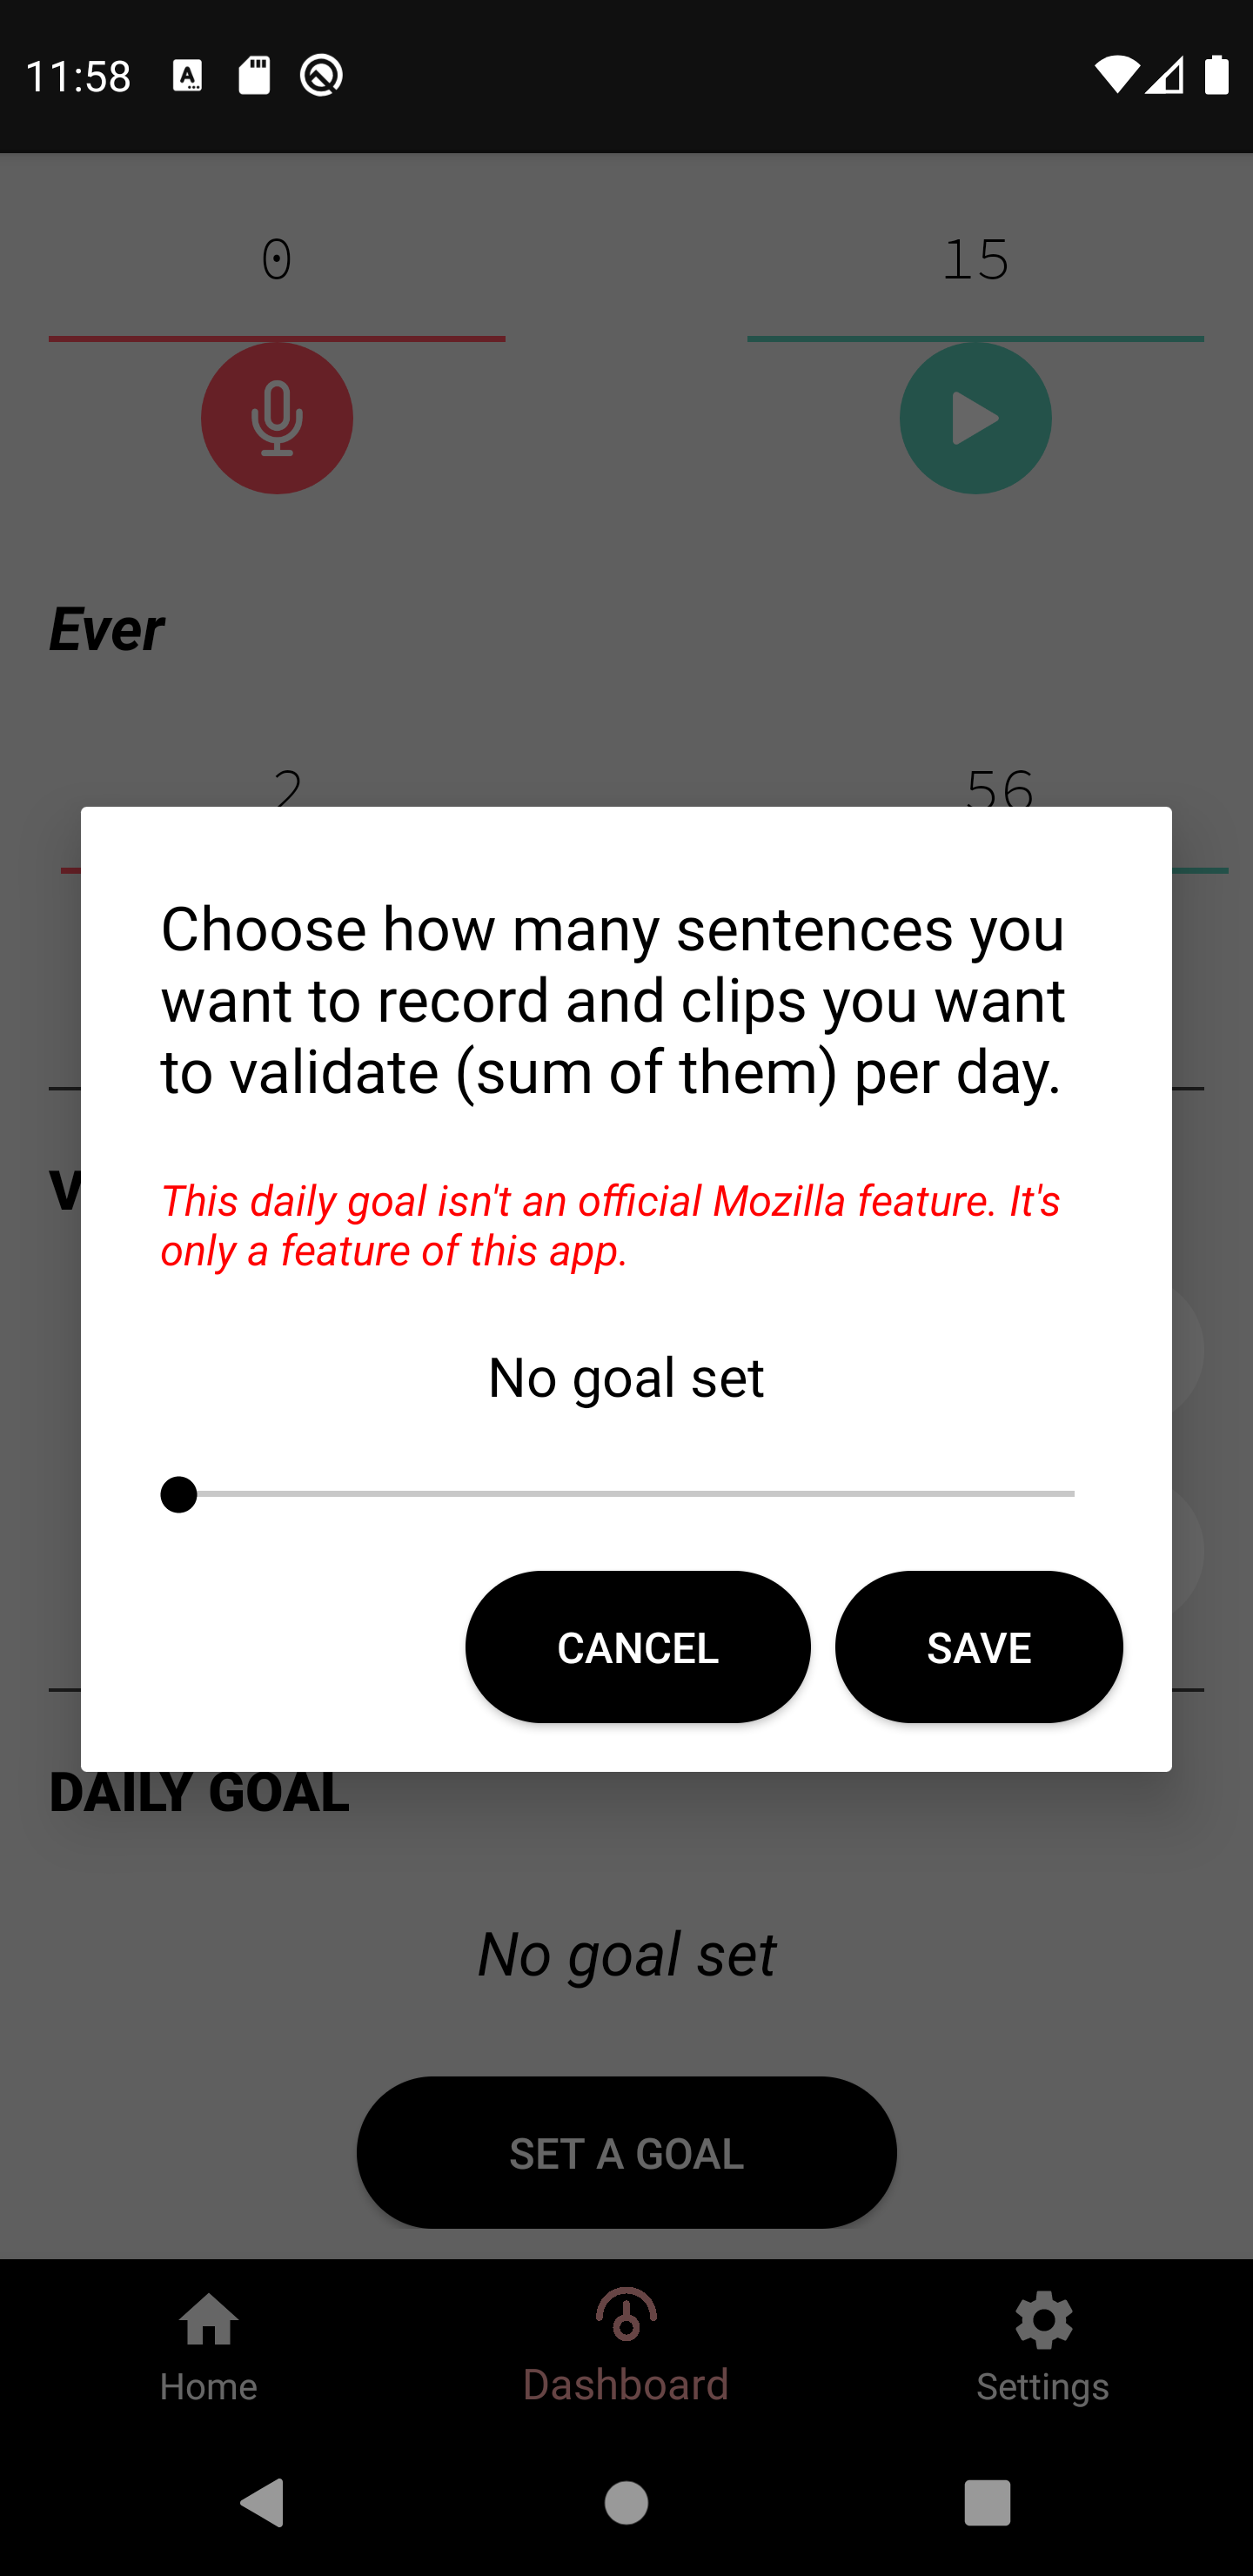 11:58
0
15
Ever
2
56
Choose how many sentences you
want to record and clips you want
to validate (sum of them) per day.
This daily goal isn't an official Mozilla feature. It's
only a feature of this app.
No goal set
CANCEL
SAVE
DAILY GOAL
No goal set
SET A GOAL
Home
Dashboard
Settings